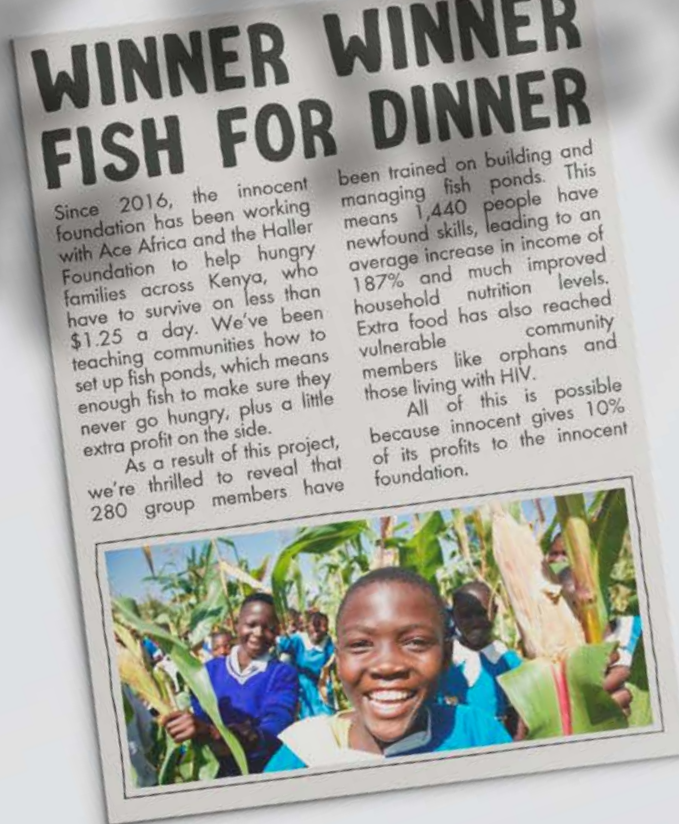 WINNER WINNER
FISH FOR DINNER
Since 2016, the innocent
foundation has been working
with Ace Africa and the Haller
Foundation to help hungry
families across Kenya, who
have to survive on less than
$1.25 a day. We've been
teaching communities how to
set up fish ponds, which means
enough fish to make sure they
never go hungry, plus a little
extra profit on the side.
As a result of this project,
we're thrilled to reveal that
280 group members have
been trained on building and
managing fish ponds. This
means 1,440 people have
newfound skills, leading to an
average increase in income of
187% and much improved
household nutrition levels.
Extra food has also reached
vulnerable community
members like orphans and
those living with HIV.
All of this is possible
because innocent gives 10%
of its profits to the innocent
foundation.